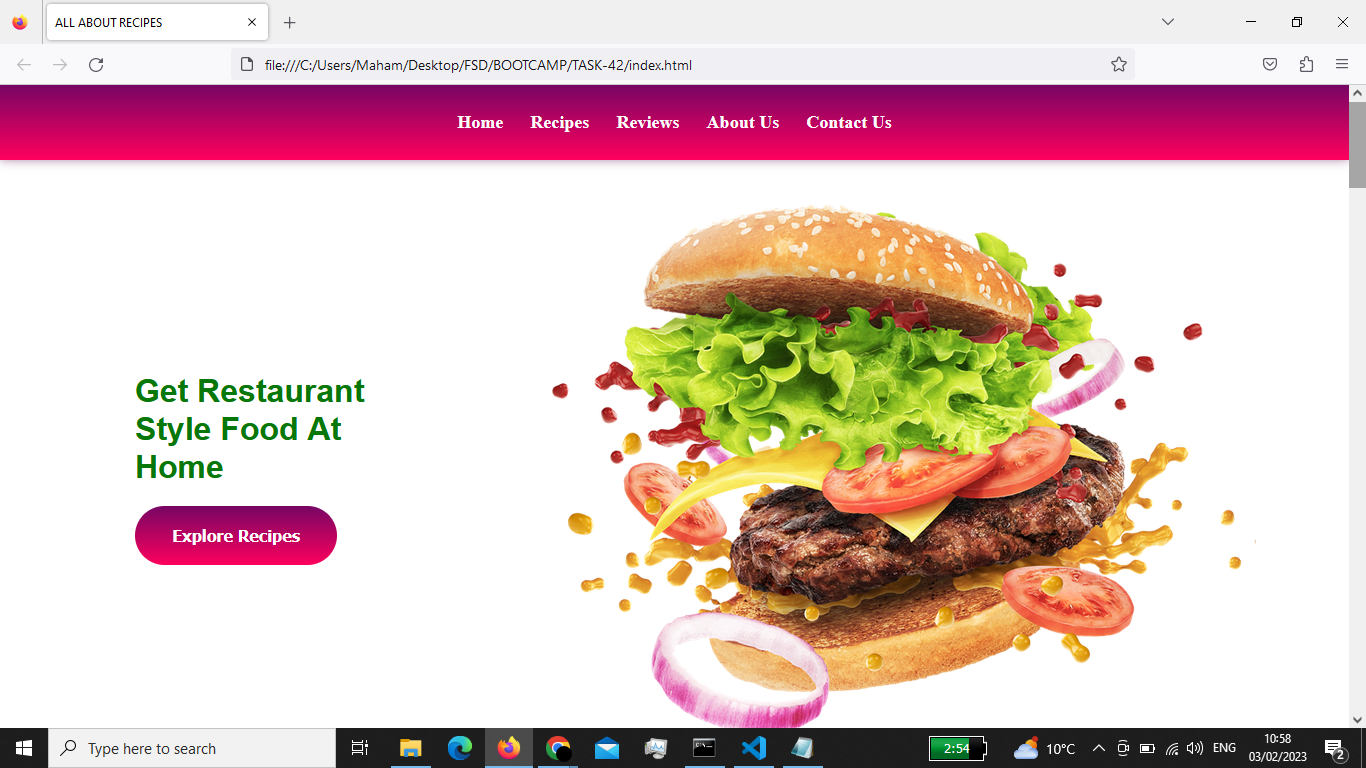 ALL ABOUT RECIPES
file:///C:/Users/Maham/Desktop/FSD/BOOTCAMP/TASK-42/index.html
Home Recipes Reviews About Us Contact Us
Get Restaurant
Style Food At
Home
Explore Recipes
Type here to search
2:54
10°C
ENG
10:58
03/02/2023
2